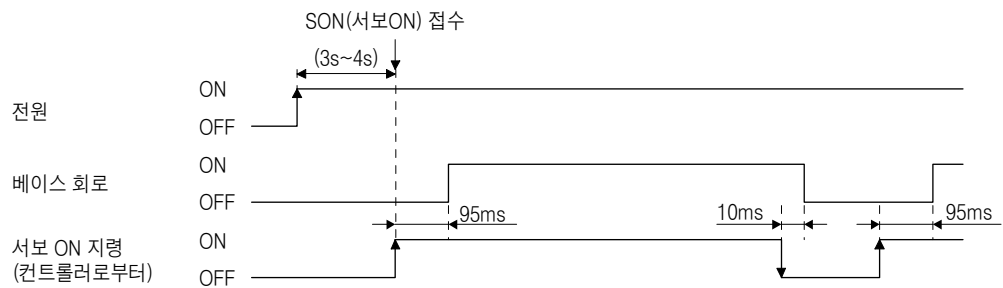 SON(서보ON) 접수
(3s~4s)
전원
ON
OFF
베이스 회로
ON
OFF
95ms
10ms
95ms
서보 ON 지령
(컨트롤러로부터)
ON
OFF